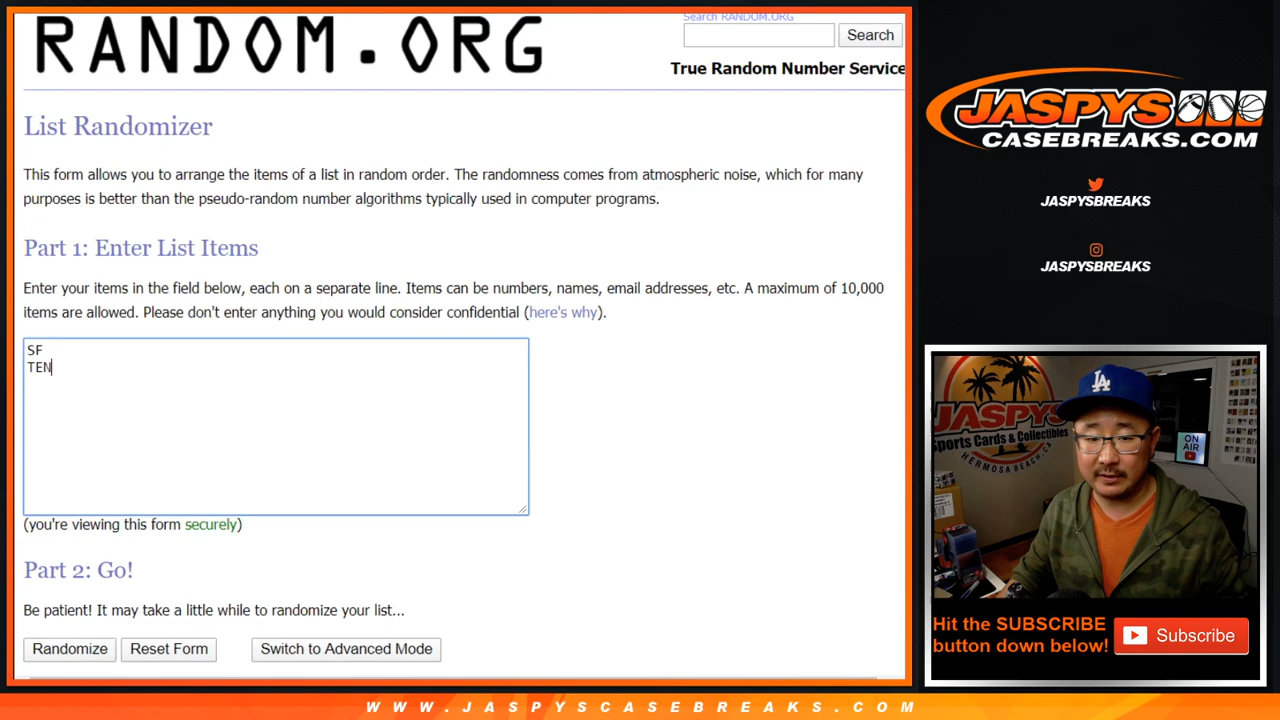 RANDOM.ORG
Search RANDOM.ORG
Search
True Random Number Service
List Randomizer
This form allows you to arrange the items of a list in random order. The randomness comes from atmospheric noise, which for many
purposes is better than the pseudo-random number algorithms typically used in computer programs.
Part 1: Enter List Items
Enter your items in the field below, each on a separate line. Items can be numbers, names, email addresses, etc. A maximum of 10,000
items are allowed. Please don't enter anything you would consider confidential (here's why).
SF
TEN
(you're viewing this form securely)
Part 2: Go!
Be patient! It may take a little while to randomize your list...
Randomize
Reset Form
Switch to Advanced Mode
JASPYS
CASEBREAKS.COM
JASPYSBREAKS
JASPYSBREAKS
JASPYS
Sports Cards & Collectibles
HERMOSA BEACH, CA
LA
ON
AIR
Hit the SUBSCRIBE
button down below!
Subscribe
WWW.JASPYSCASEBREAKS.COM